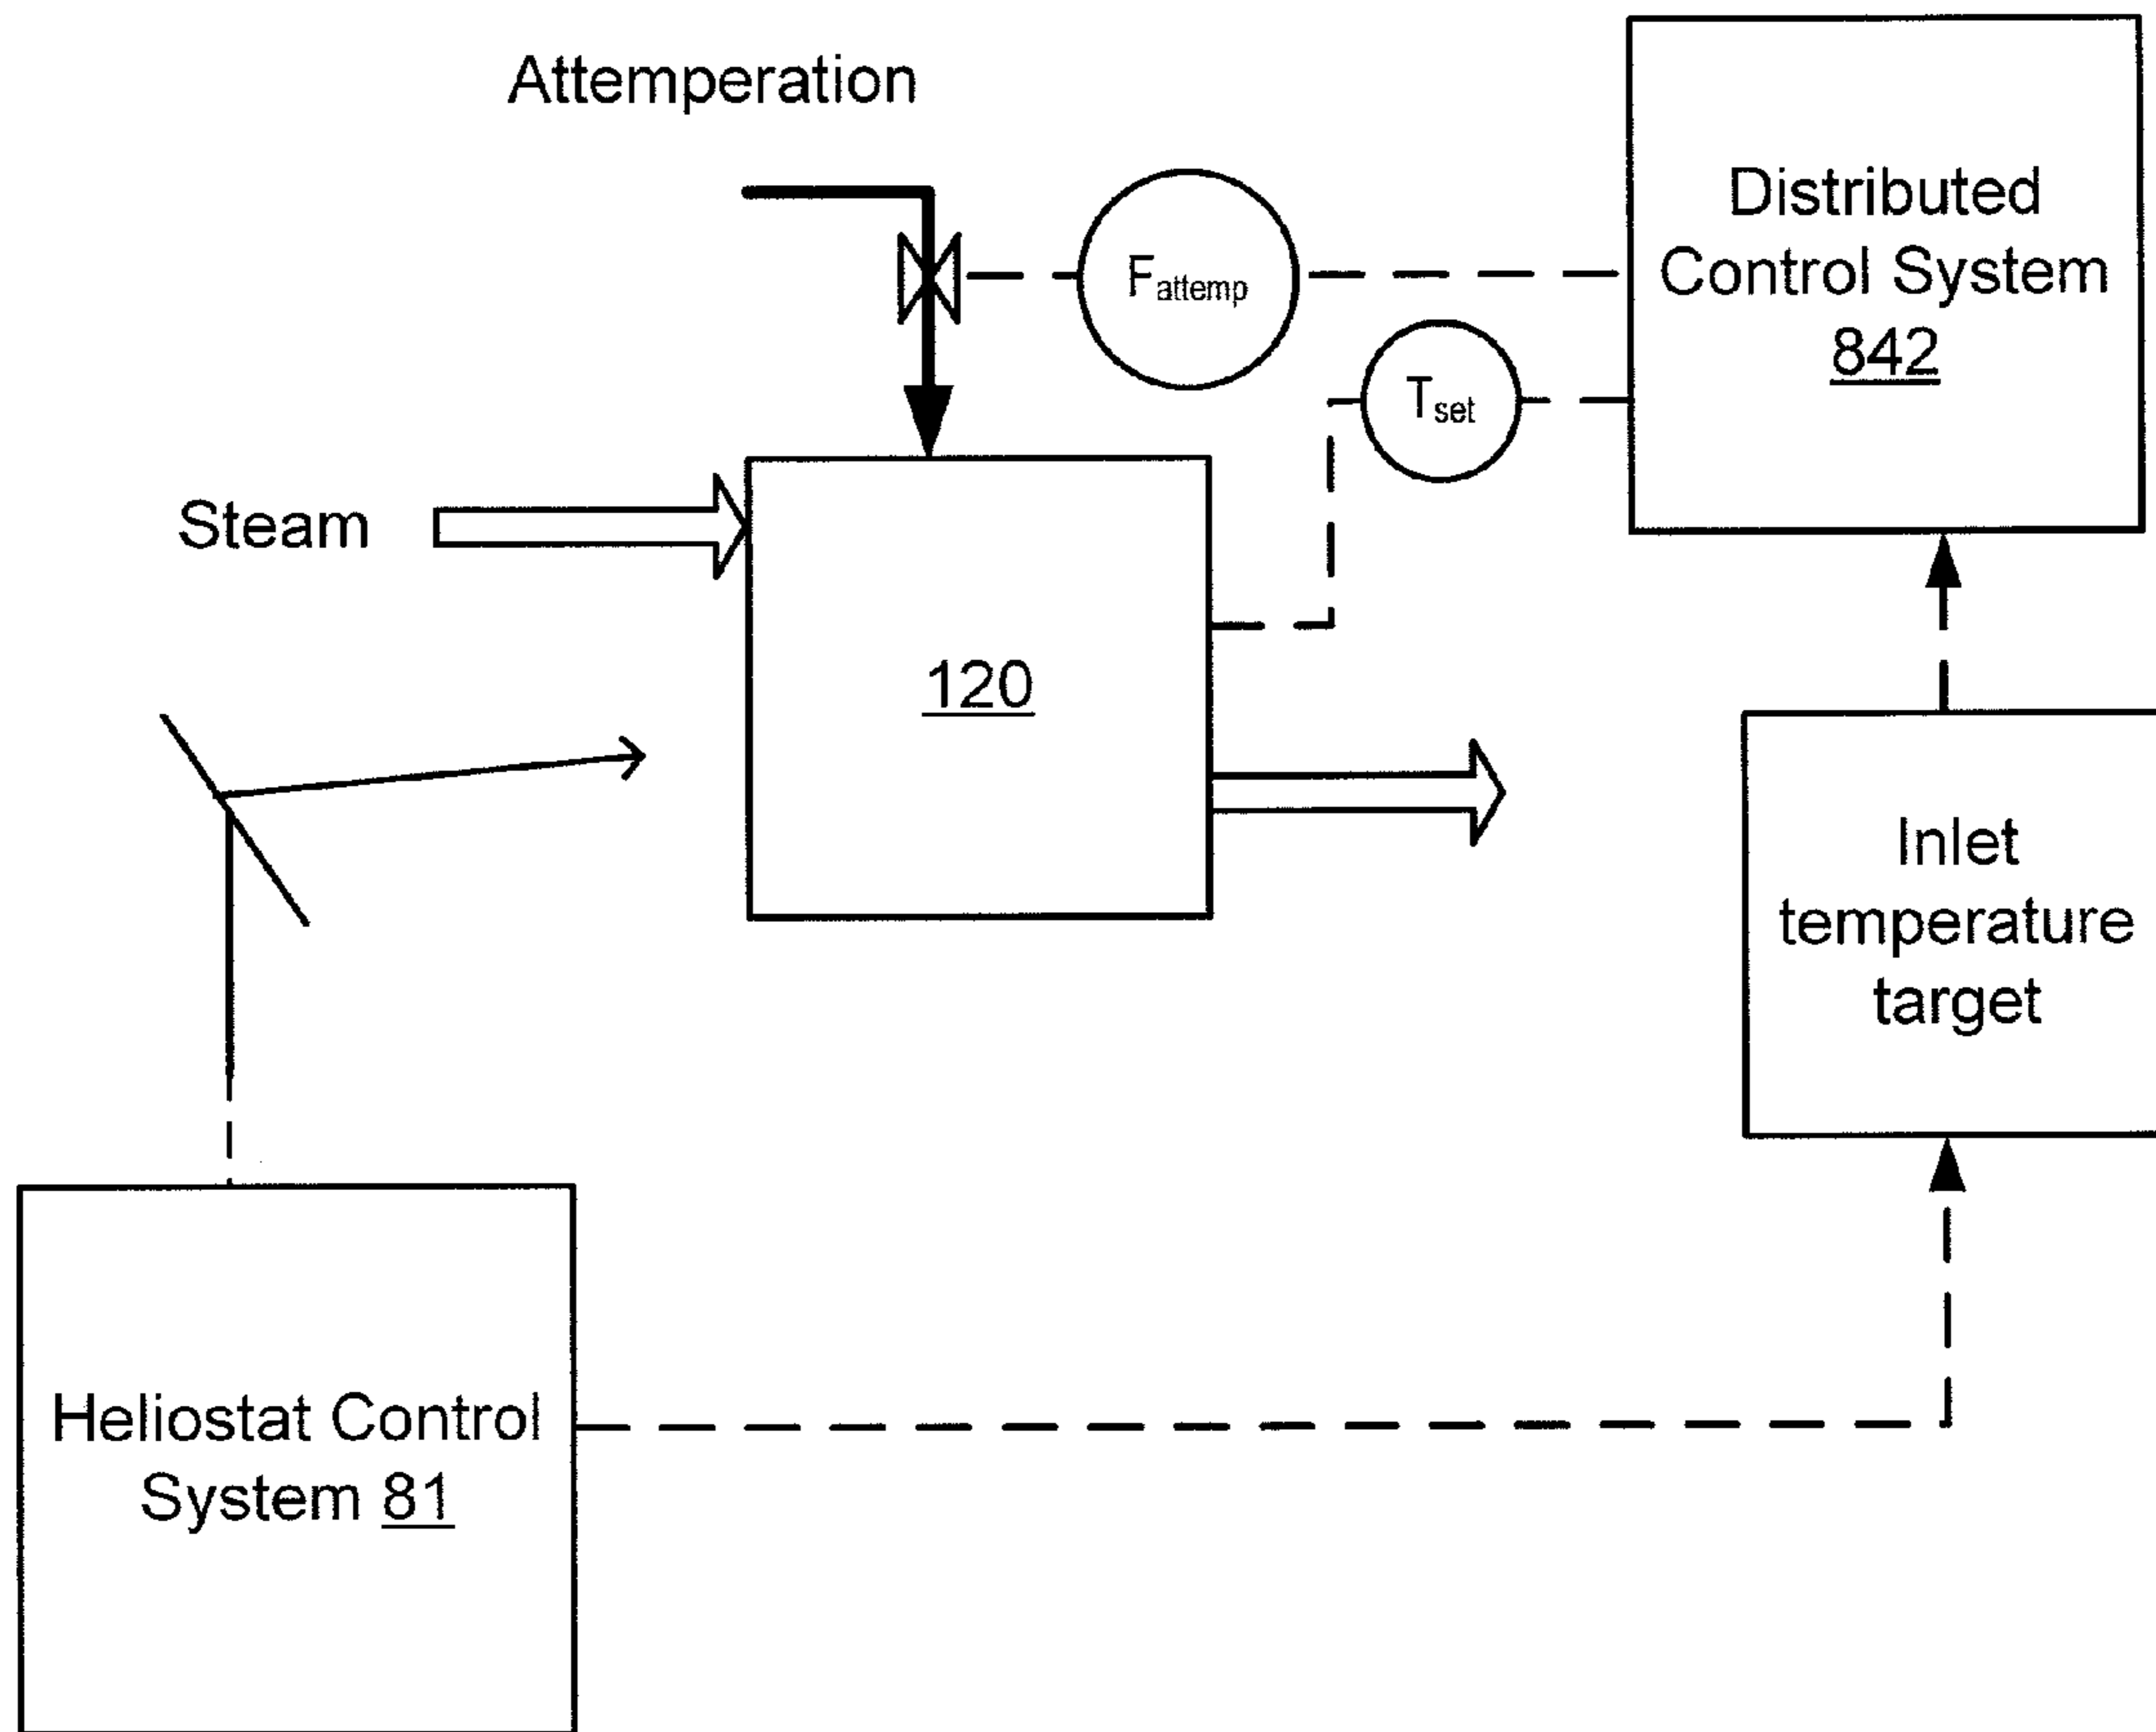 Attemperation
Distributed
Control System
842
Fattemp
Tset
Steam
120
Inlet
temperature
target
Heliostat Control
System 81